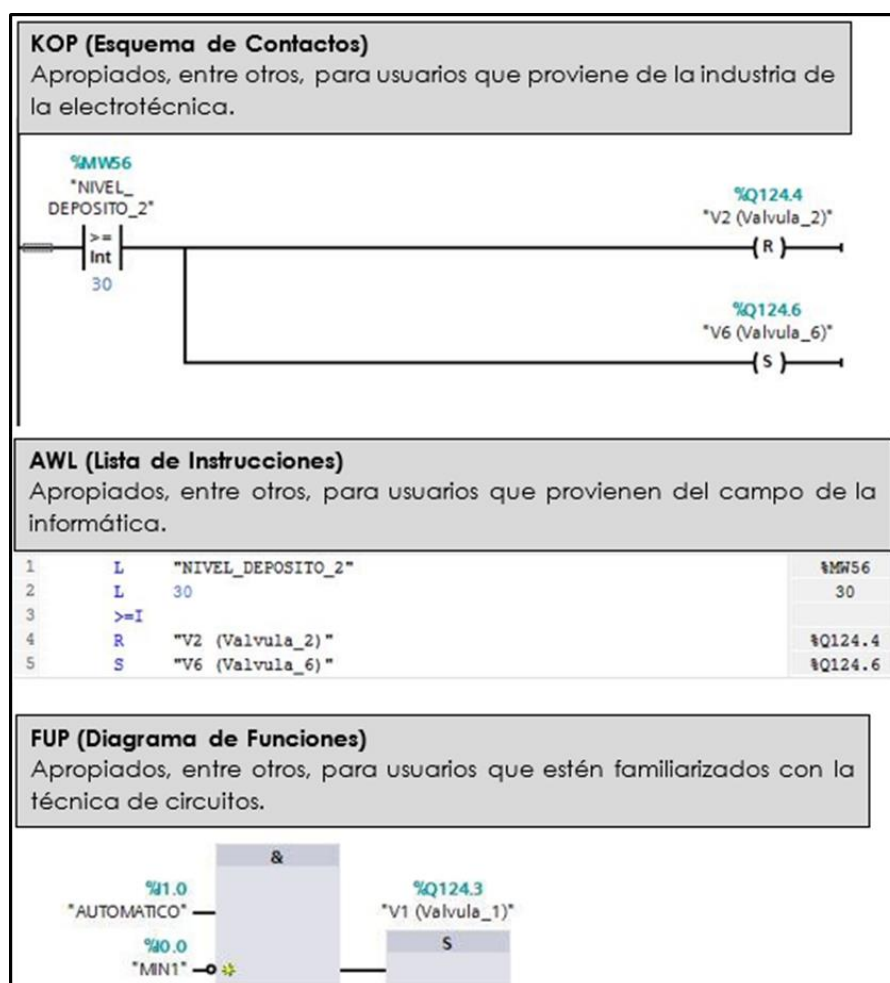 KOP (Esquema de Contactos)
Apropiados, entre otros, para usuarios que proviene de la industria de
la electrotécnica.
%MW56
"NIVEL_
DEPOSITO_2"
>=
Int
30
%Q124.4
"V2 (Valvula_2)"
( R )
%Q124.6
"V6 (Valvula_6)"
( S )
AWL (Lista de Instrucciones)
Apropiados, entre otros, para usuarios que provienen del campo de la
informática.
1 L "NIVEL_DEPOSITO_2" %MW56
2 L 30 30
3 >=I
4 R "V2 (Valvula_2)" %Q124.4
5 S "V6 (Valvula_6)" %Q124.6
FUP (Diagrama de Funciones)
Apropiados, entre otros, para usuarios que estén familiarizados con la
técnica de circuitos.
&
%I1.0
"AUTOMATICO"
%I0.0
"MIN1"
%Q124.3
"V1 (Valvula_1)"
S